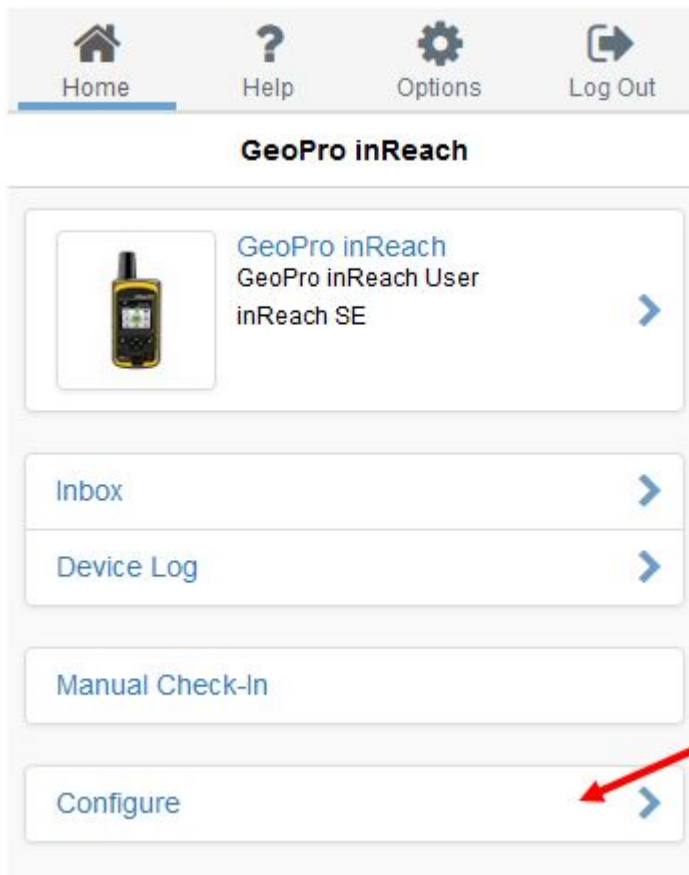 Home
Help
Options
Log Out
GeoPro inReach
GeoPro inReach
GeoPro inReach User
inReach SE
Inbox
Device Log
Manual Check-In
Configure